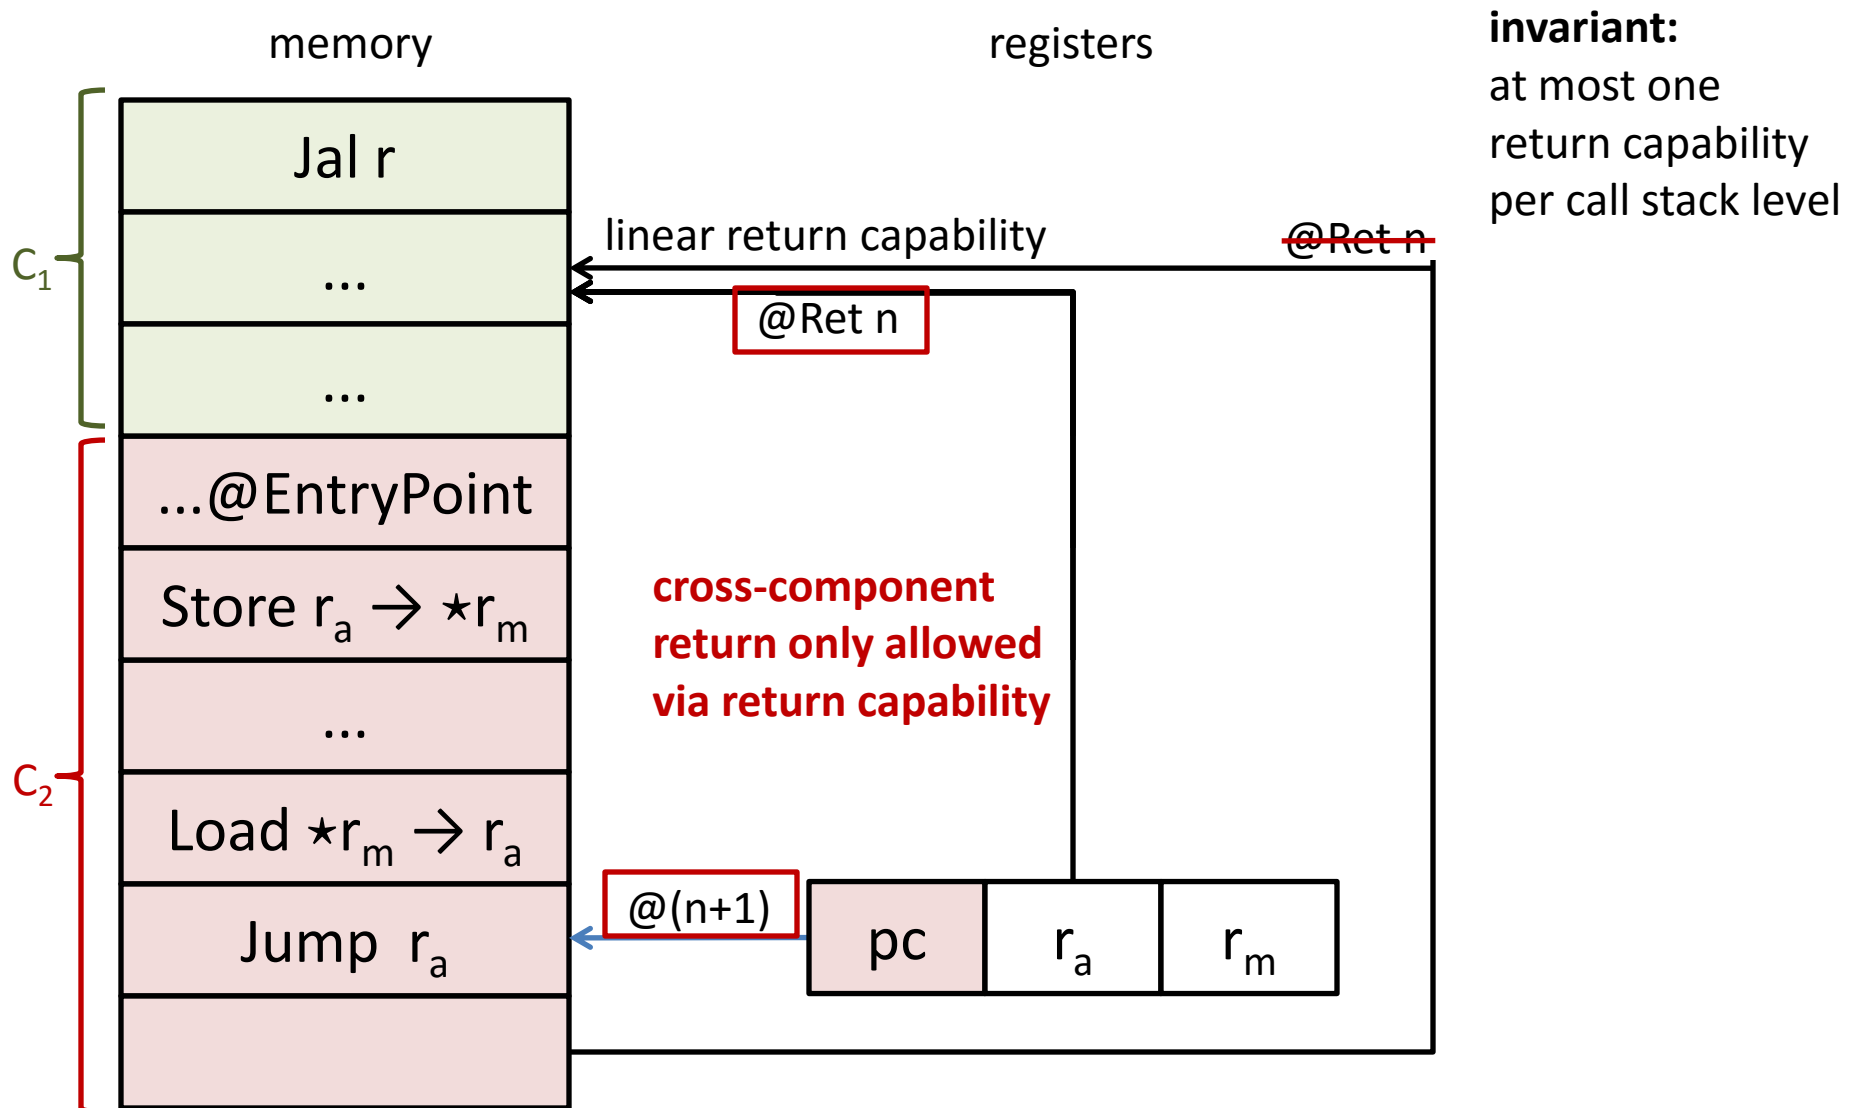 memory
registers
invariant:
at most one
return capability
per call stack level
Jal r
linear return capability
@Ret n
C₁
...
@Ret n
...
...@EntryPoint
Store rₐ → ⋆rₘ
cross-component
return only allowed
via return capability
...
C₂
Load ⋆rₘ → rₐ
@(n+1)
Jump rₐ
pc
rₐ
rₘ